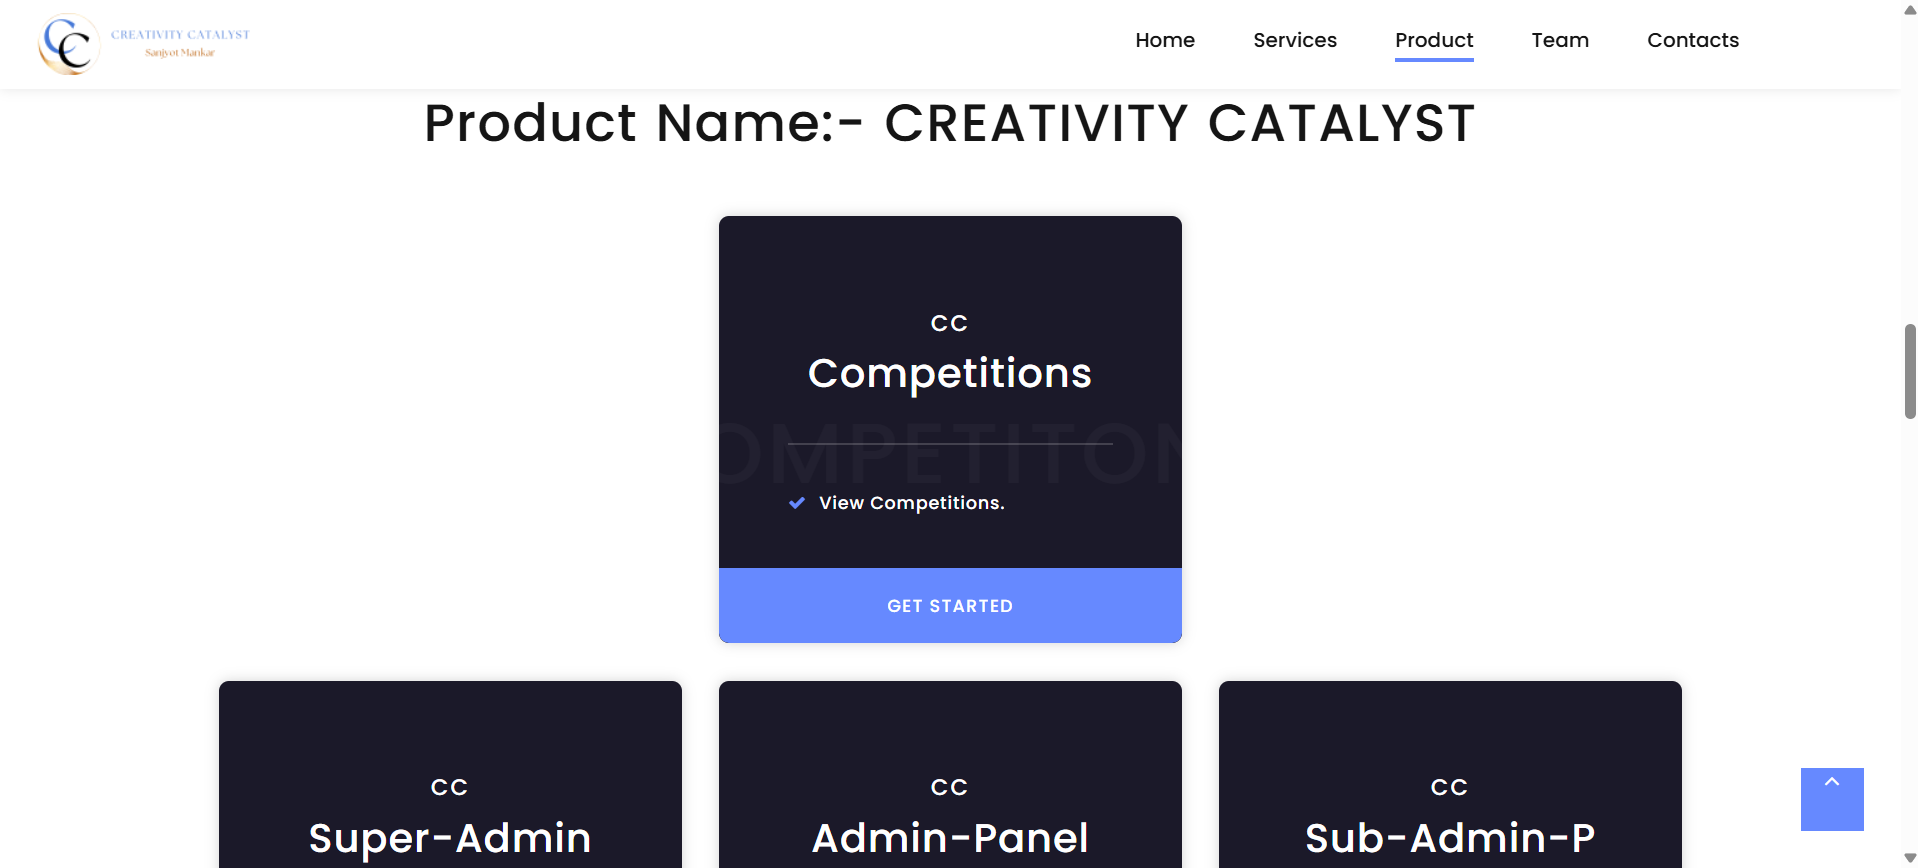 CREATIVITY CATALYST
Sanjyot Mankar
Home Services Product Team Contacts
Product Name:- CREATIVITY CATALYST
CC
Competitions
OMPETITON
View Competitions.
GET STARTED
CC CC CC
Super-Admin Admin-Panel Sub-Admin-P